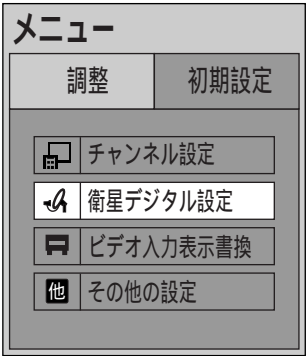 メニュー
調整 初期設定
チャンネル設定
衛星デジタル設定
ビデオ入力表示書換
他 その他の設定